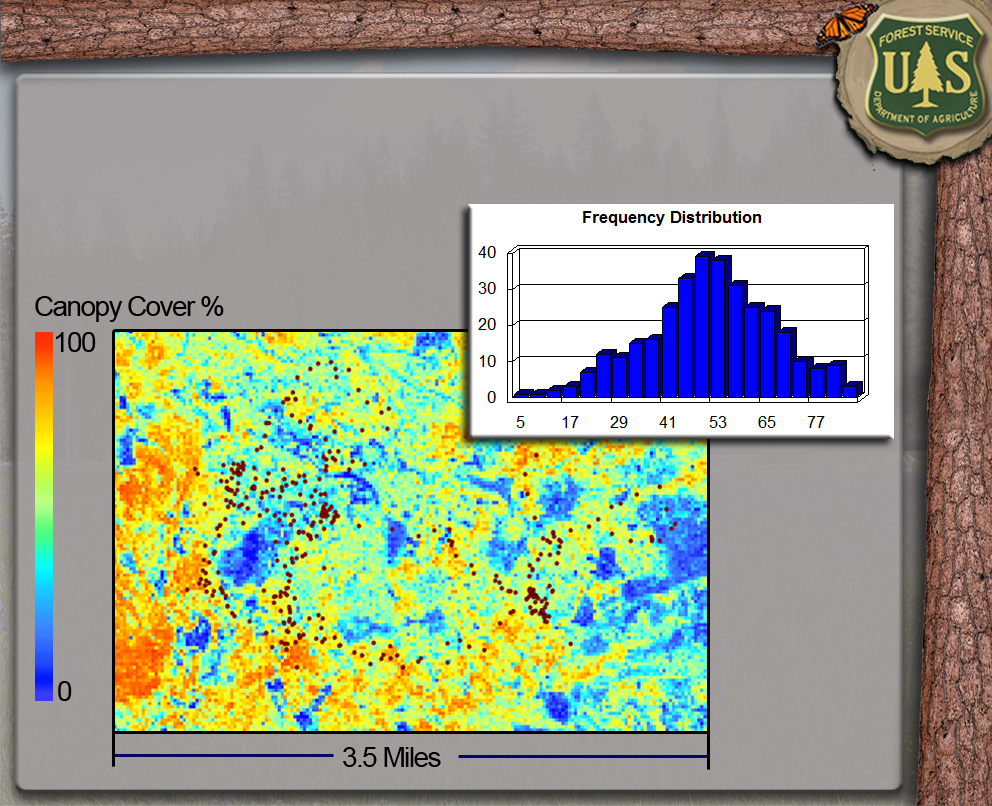 FOREST SERVICE
U S
DEPARTMENT OF AGRICULTURE
Frequency Distribution
40
30
20
10
0
5 17 29 41 53 65 77
Canopy Cover %
100
0
3.5 Miles